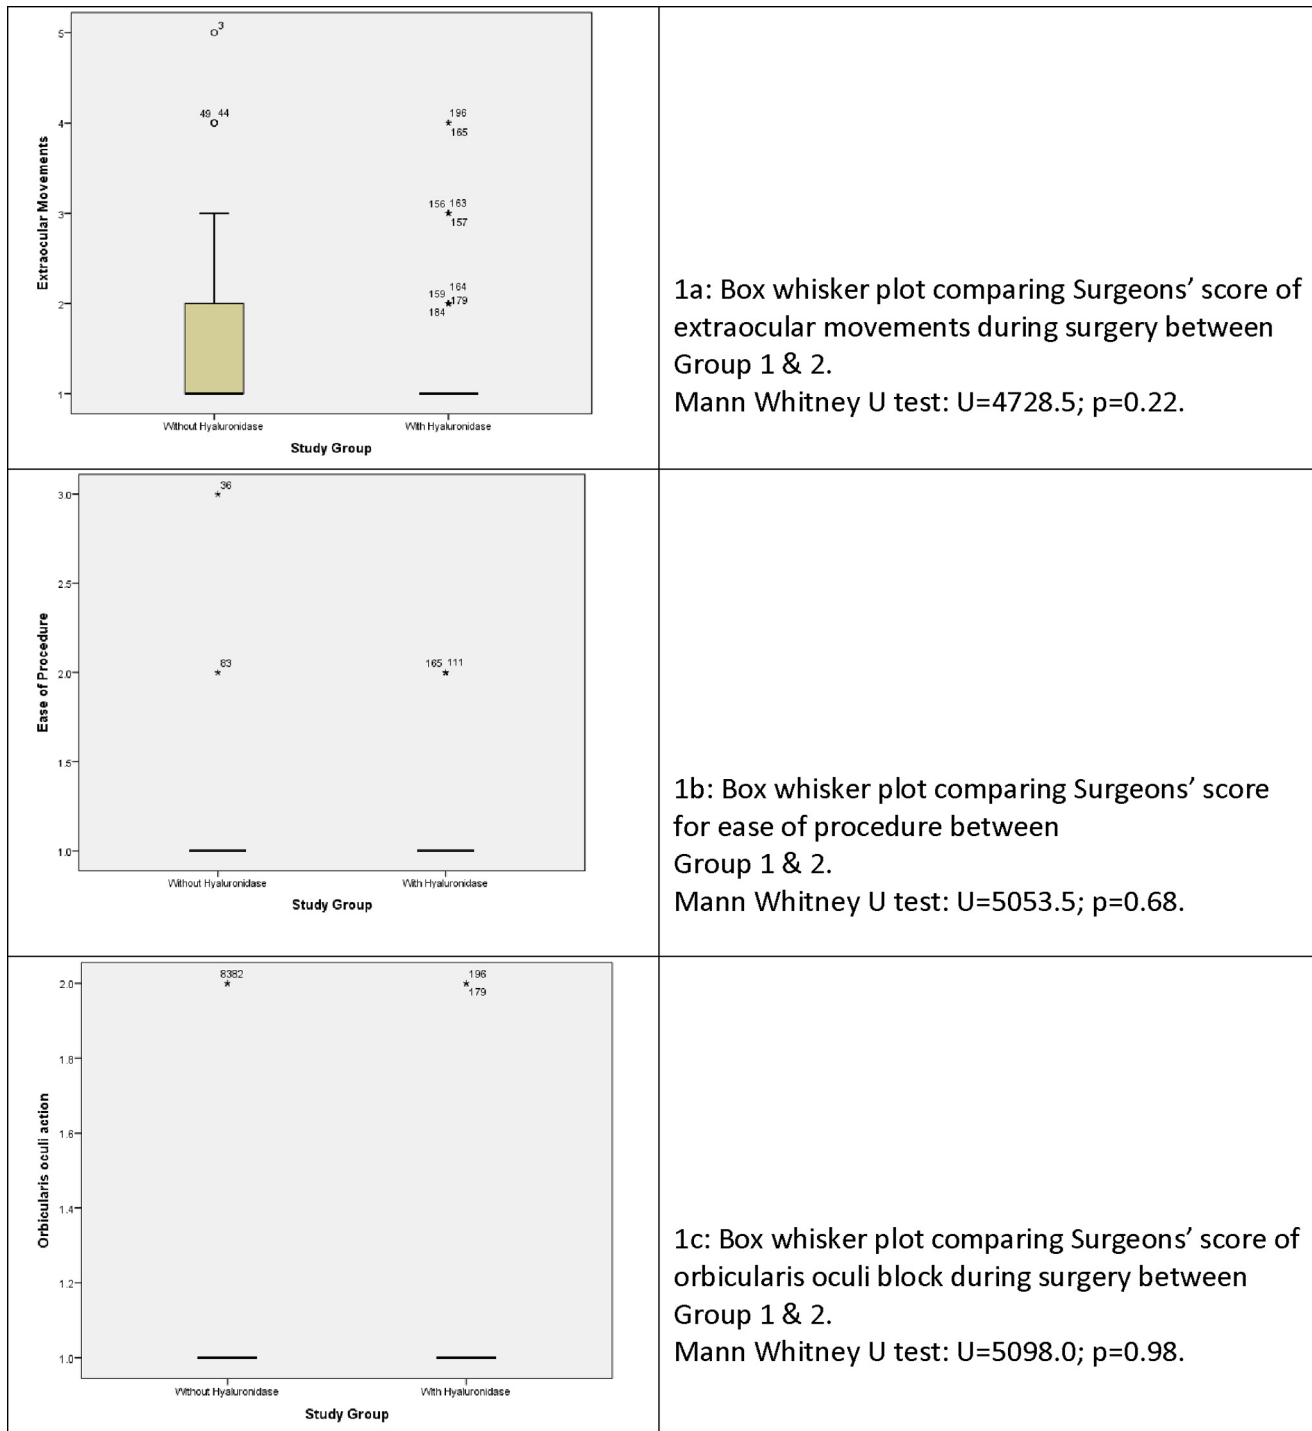 5
3
49 44
4
196
165
Extraocular Movements
3
156 163
157
2
164
159
179
184
1
Without Hyaluronidase
With Hyaluronidase
Study Group
1a: Box whisker plot comparing Surgeons’ score of
extraocular movements during surgery between
Group 1 & 2.
Mann Whitney U test: U=4728.5; p=0.22.
3.0
36
2.5
Ease of Procedure
2.0
83
165 111
1.5
1.0
Without Hyaluronidase
With Hyaluronidase
Study Group
1b: Box whisker plot comparing Surgeons’ score
for ease of procedure between
Group 1 & 2.
Mann Whitney U test: U=5053.5; p=0.68.
2.0
8382
196
179
1.8
1.6
Orbicularis oculi action
1.4
1.2
1.0
Without Hyaluronidase
With Hyaluronidase
Study Group
1c: Box whisker plot comparing Surgeons’ score of
orbicularis oculi block during surgery between
Group 1 & 2.
Mann Whitney U test: U=5098.0; p=0.98.